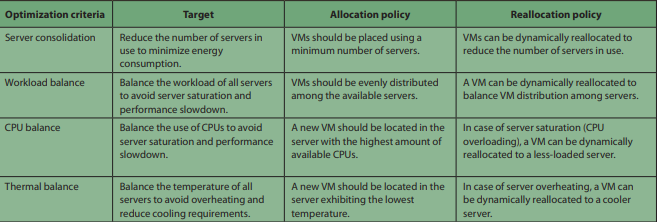 Optimization criteria Target Allocation policy Reallocation policy
Server consolidation Reduce the number of servers in VMs should be placed using a VMs can be dynamically reallocated to
use to minimize energy minimum number of servers. reduce the number of servers in use.
consumption.
Workload balance Balance the workload of all servers VMs should be evenly distributed A VM can be dynamically reallocated to
to avoid server saturation and among the available servers. balance VM distribution among servers.
performance slowdown.
CPU balance Balance the use of CPUs to avoid A new VM should be located in the In case of server saturation (CPU
server saturation and performance server with the highest amount of overloading), a VM can be dynamically
slowdown. available CPUs. reallocated to a less-loaded server.
Thermal balance Balance the temperature of all A new VM should be located in the In case of server overheating, a VM can
servers to avoid overheating and server exhibiting the lowest be dynamically reallocated to a cooler
reduce cooling requirements. temperature. server.